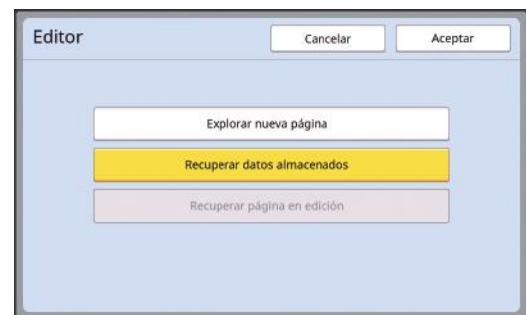 Editor
Cancelar
Aceptar
Explorar nueva página
Recuperar datos almacenados
Recuperar página en edición